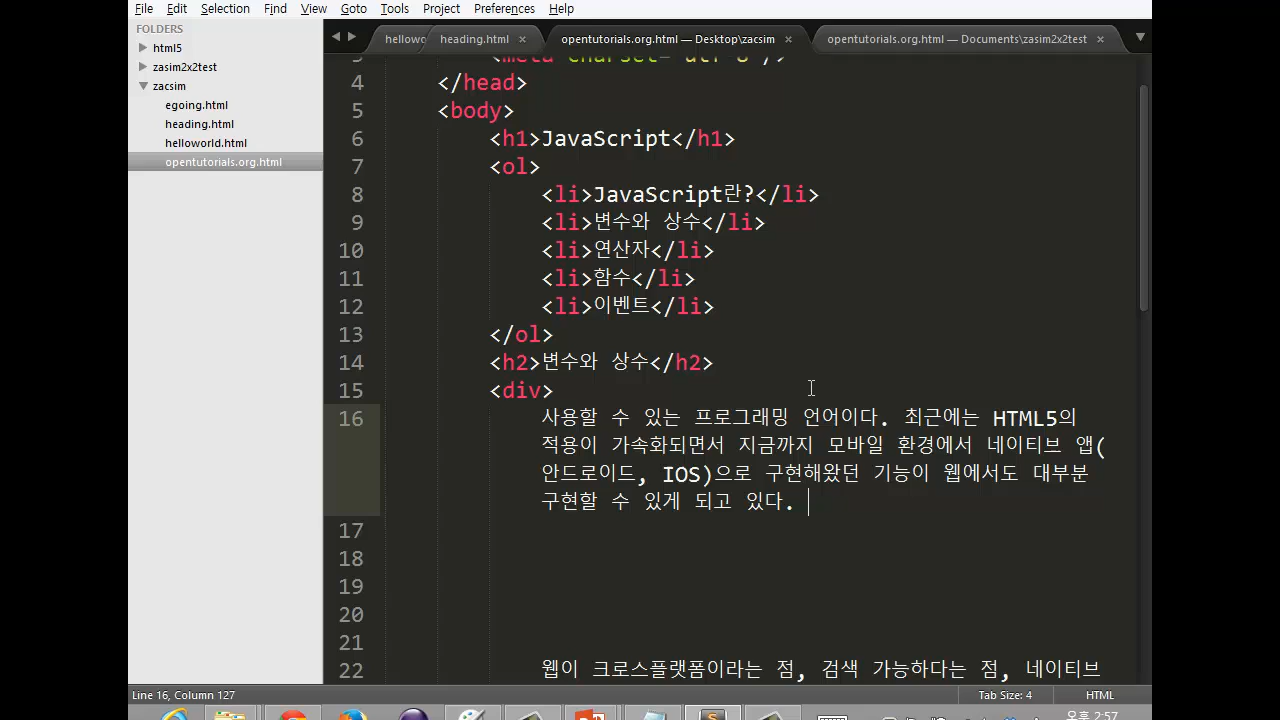 File Edit Selection Find View Goto Tools Project Preferences Help
FOLDERS
html5
zasim2x2test
zacsim
egoing.html
heading.html
helloworld.html
opentutorials.org.html
hellowo heading.html × opentutorials.org.html — Desktop\zacsim × opentutorials.org.html — Documents\zasim2x2test ×
3 <meta charset="utf-8"/>
4 </head>
5 <body>
6 <h1>JavaScript</h1>
7 <ol>
8 <li>JavaScript란?</li>
9 <li>변수와 상수</li>
10 <li>연산자</li>
11 <li>함수</li>
12 <li>이벤트</li>
13 </ol>
14 <h2>변수와 상수</h2>
15 <div>
16 사용할 수 있는 프로그래밍 언어이다. 최근에는 HTML5의
적용이 가속화되면서 지금까지 모바일 환경에서 네이티브 앱(
안드로이드, IOS)으로 구현해왔던 기능이 웹에서도 대부분
구현할 수 있게 되고 있다.
17
18
19
20
21
22 웹이 크로스플랫폼이라는 점, 검색 가능하다는 점, 네이티브
Line 16, Column 127 Tab Size: 4 HTML
오후 2:57